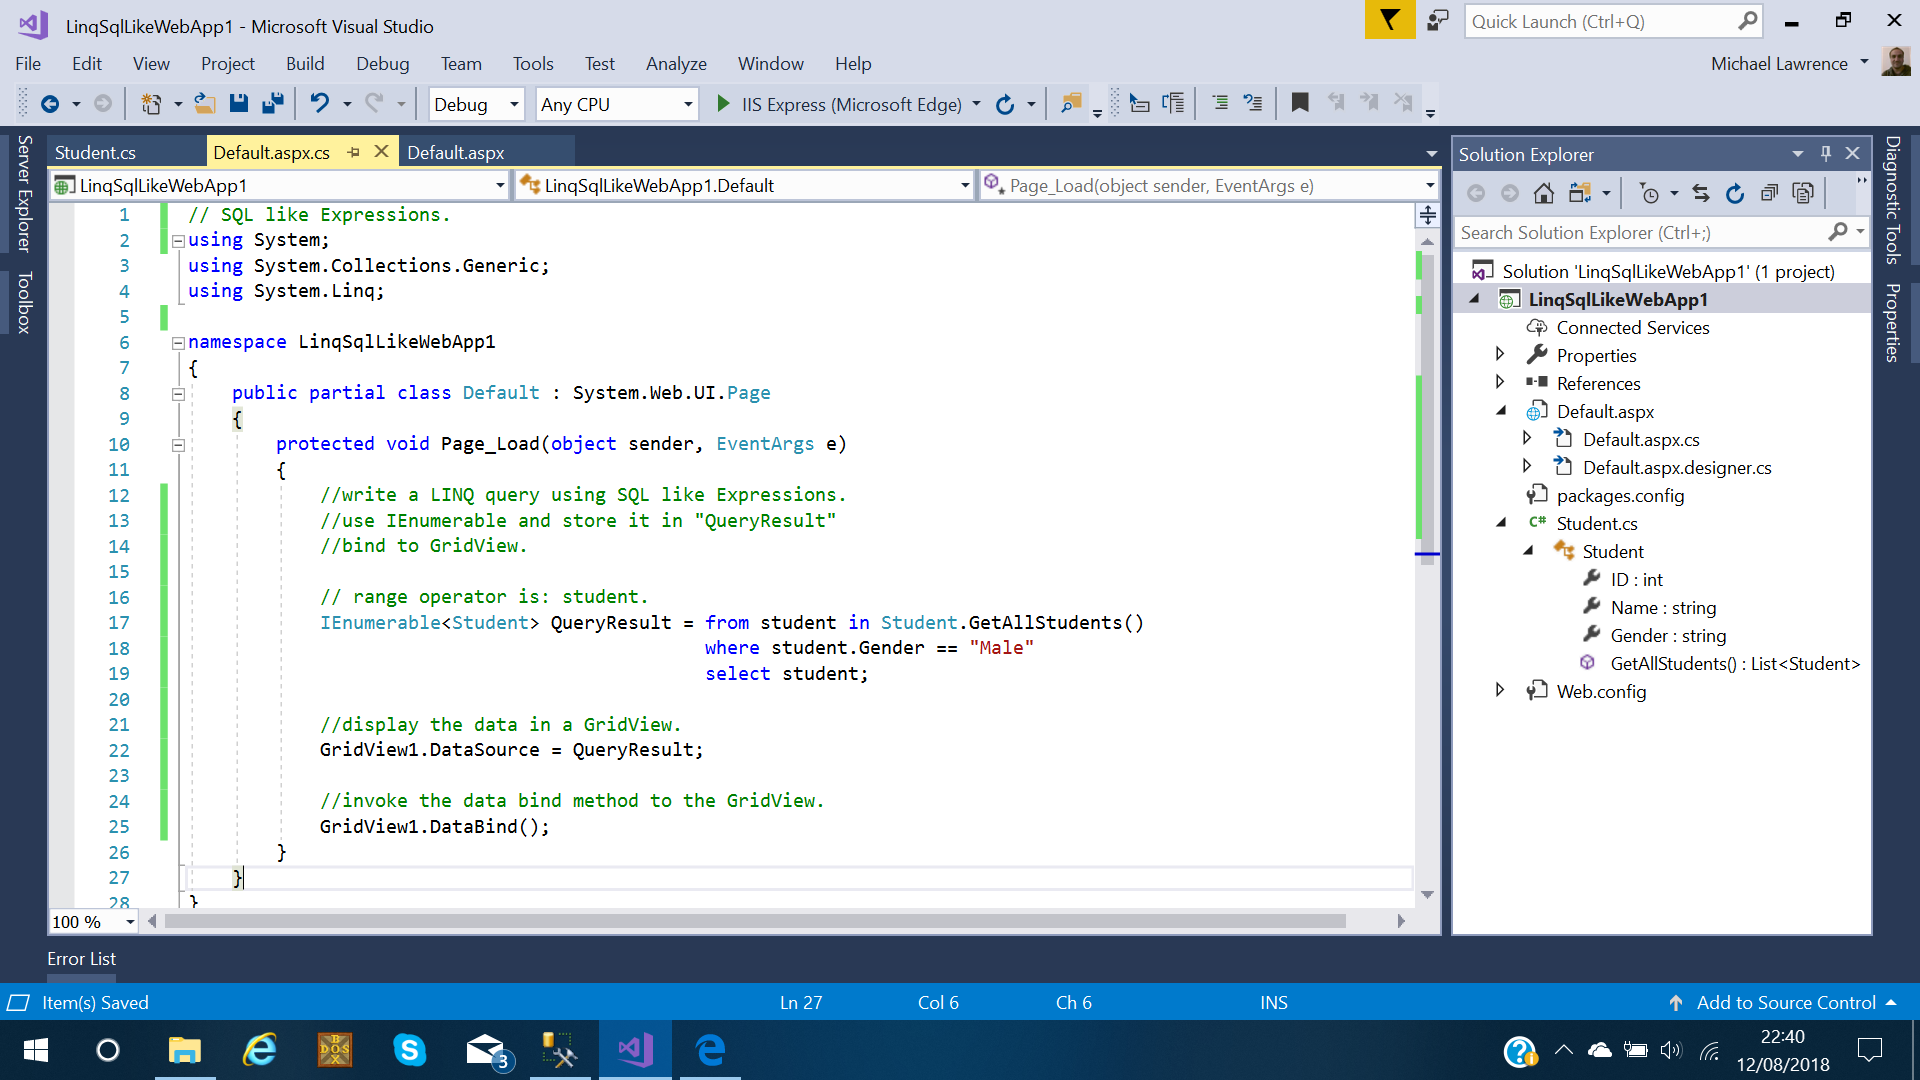 LinqSqlLikeWebApp1 - Microsoft Visual Studio
Quick Launch (Ctrl+Q)
File Edit View Project Build Debug Team Tools Test Analyze Window Help
Michael Lawrence
Debug Any CPU IIS Express (Microsoft Edge)
Server Explorer
Toolbox
Student.cs Default.aspx.cs Default.aspx
LinqSqlLikeWebApp1 LinqSqlLikeWebApp1.Default Page_Load(object sender, EventArgs e)
1 // SQL like Expressions.
2 using System;
3 using System.Collections.Generic;
4 using System.Linq;
5
6 namespace LinqSqlLikeWebApp1
7 {
8 public partial class Default : System.Web.UI.Page
9 {
10 protected void Page_Load(object sender, EventArgs e)
11 {
12 //write a LINQ query using SQL like Expressions.
13 //use IEnumerable and store it in "QueryResult"
14 //bind to GridView.
15
16 // range operator is: student.
17 IEnumerable<Student> QueryResult = from student in Student.GetAllStudents()
18 where student.Gender == "Male"
19 select student;
20
21 //display the data in a GridView.
22 GridView1.DataSource = QueryResult;
23
24 //invoke the data bind method to the GridView.
25 GridView1.DataBind();
26 }
27 }
28 }
100 %
Solution Explorer
Search Solution Explorer (Ctrl+;)
Solution 'LinqSqlLikeWebApp1' (1 project)
LinqSqlLikeWebApp1
Connected Services
Properties
References
Default.aspx
Default.aspx.cs
Default.aspx.designer.cs
packages.config
C# Student.cs
Student
ID : int
Name : string
Gender : string
GetAllStudents() : List<Student>
Web.config
Diagnostic Tools
Properties
Error List
Item(s) Saved Ln 27 Col 6 Ch 6 INS Add to Source Control
DOS BOX
3
22:40
12/08/2018